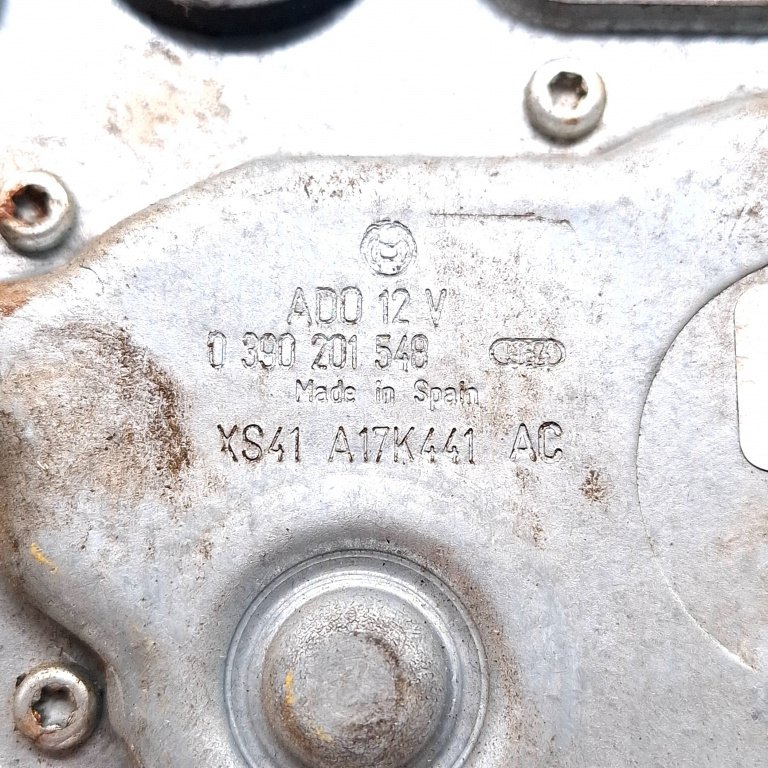 ADO 12 V
0 390 201 548
Made in Spain
XS41 A17K441 AC